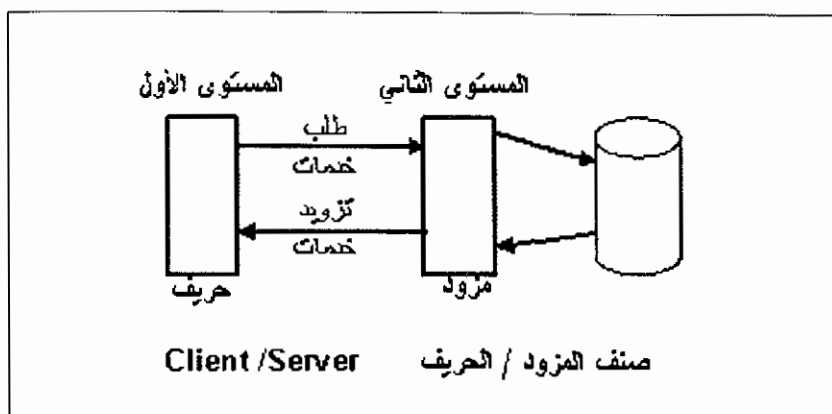 المستوى الثاني المستوى الأول
طلب
خدمات
تزويد
خدمات
مزود حريف
صنف المزود / الحريف Client /Server